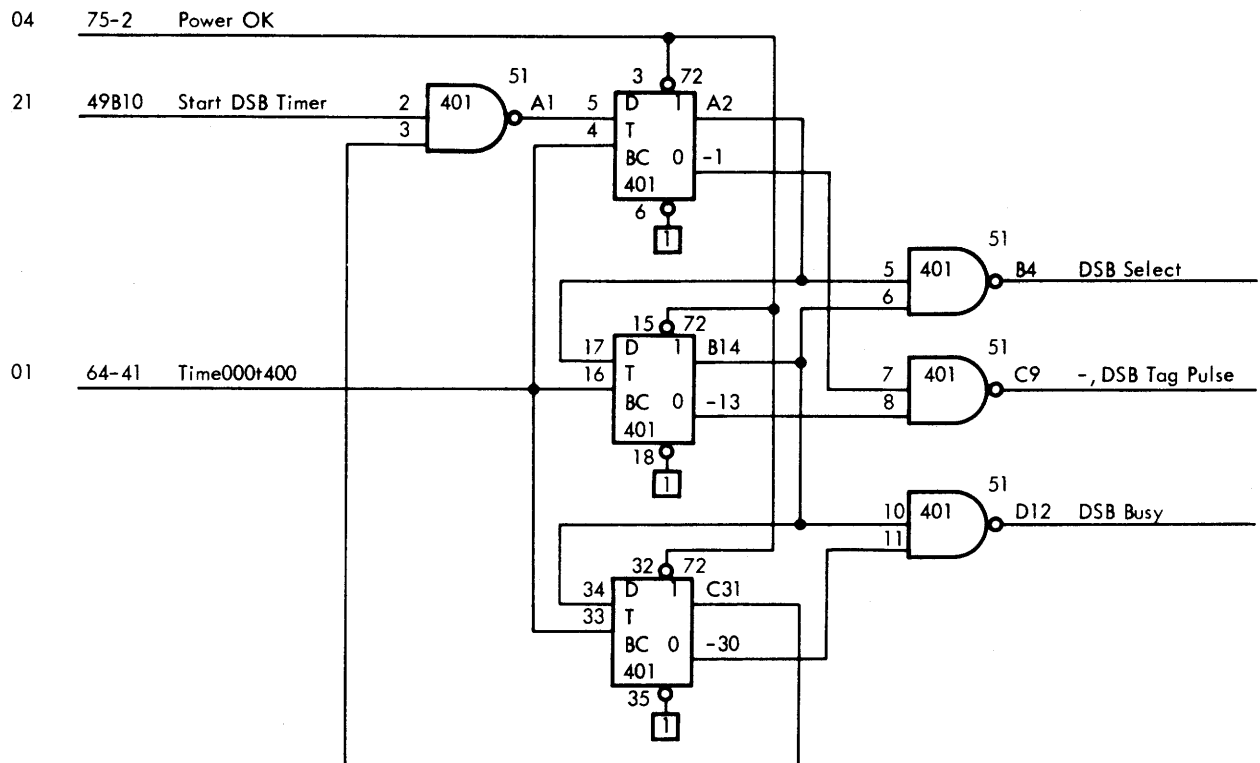 04 75-2 Power OK
51
3 72
21 49B10 Start DSB Timer 2 401 A1 5 D 1 A2
3 4 T
BC 0 -1
401
6
1
51
5 401 B4 DSB Select
6
15 72
17 D 1 B14 51
01 64-41 Time000t400 16 T 7 401 C9 -, DSB Tag Pulse
BC 0 -13 8
401
18
1
51
10 401 D12 DSB Busy
11
32 72
34 D 1 C31
33 T
BC 0 -30
401
35
1